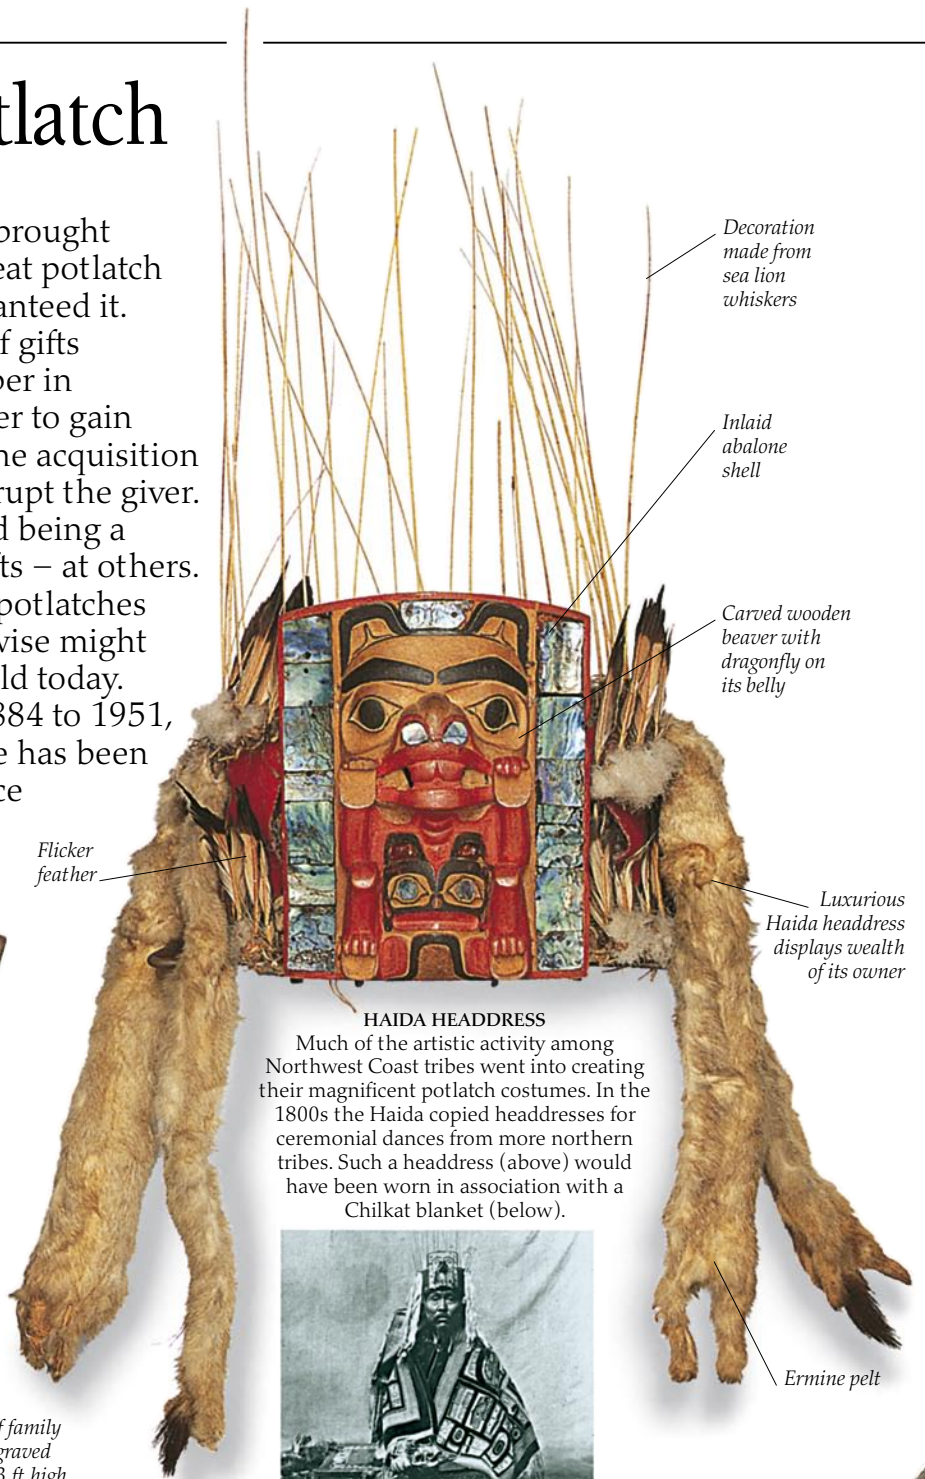 tlatch
brought
eat potlatch
anteed it.
f gifts
ber in
er to gain
ne acquisition
rupt the giver.
d being a
fts – at others.
potlatches
wise might
ld today.
884 to 1951,
e has been
ce
Decoration
made from
sea lion
whiskers
Inlaid
abalone
shell
Carved wooden
beaver with
dragonfly on
its belly
Flicker
feather
Luxurious
Haida headdress
displays wealth
of its owner
HAIDA HEADDRESS
Much of the artistic activity among
Northwest Coast tribes went into creating
their magnificent potlatch costumes. In the
1800s the Haida copied headdresses for
ceremonial dances from more northern
tribes. Such a headdress (above) would
have been worn in association with a
Chilkat blanket (below).
Ermine pelt
f family
graved
3 ft high